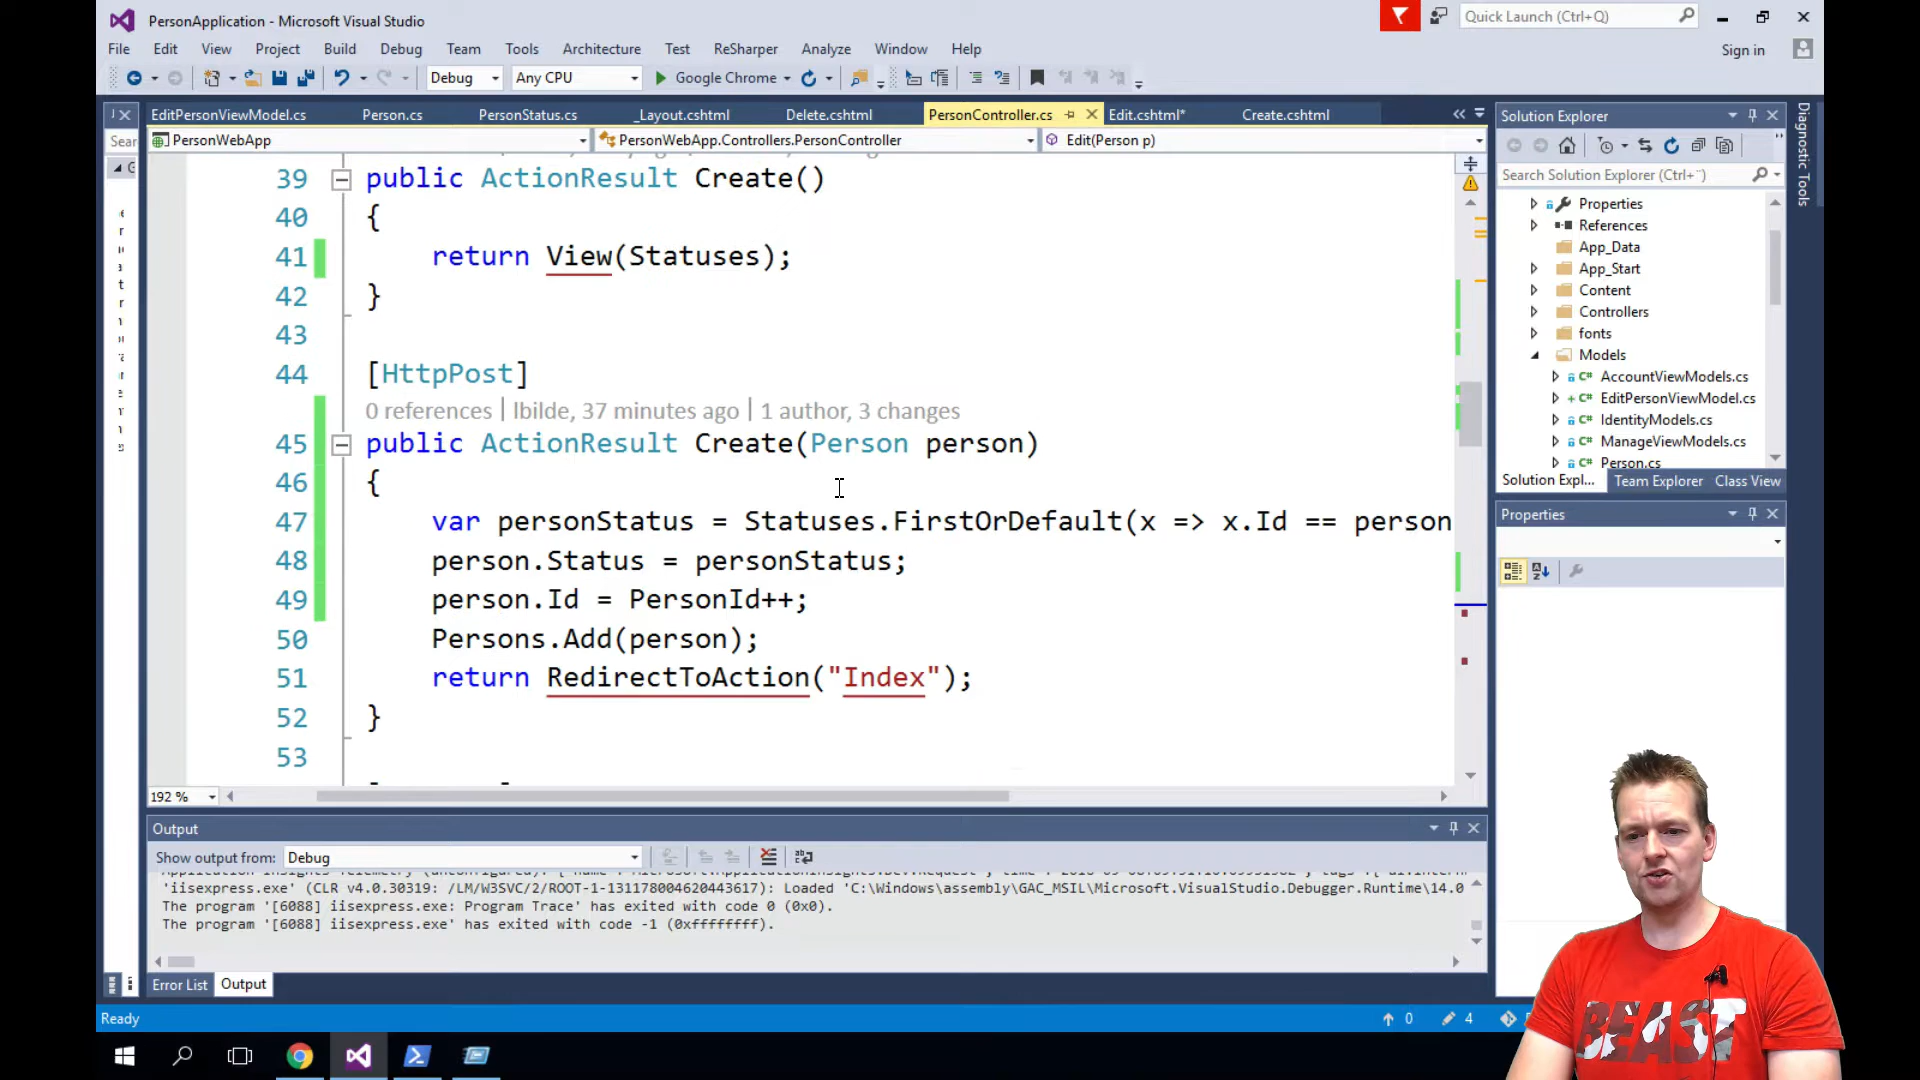 PersonApplication - Microsoft Visual Studio
Quick Launch (Ctrl+Q)
File Edit View Project Build Debug Team Tools Architecture Test ReSharper Analyze Window Help
Sign in
Debug Any CPU Google Chrome
EditPersonViewModel.cs Person.cs PersonStatus.cs _Layout.cshtml Delete.cshtml PersonController.cs Edit.cshtml* Create.cshtml
PersonWebApp PersonWebApp.Controllers.PersonController Edit(Person p)
Sear
39 public ActionResult Create()
40 {
41 return View(Statuses);
42 }
43
44 [HttpPost]
0 references | lbilde, 37 minutes ago | 1 author, 3 changes
45 public ActionResult Create(Person person)
46 {
47 var personStatus = Statuses.FirstOrDefault(x => x.Id == person
48 person.Status = personStatus;
49 person.Id = PersonId++;
50 Persons.Add(person);
51 return RedirectToAction("Index");
52 }
53
192 %
Output
Show output from: Debug
'iisexpress.exe' (CLR v4.0.30319: /LM/W3SVC/2/ROOT-1-131178004620443617): Loaded 'C:\Windows\assembly\GAC_MSIL\Microsoft.VisualStudio.Debugger.Runtime\14.0
The program '[6088] iisexpress.exe: Program Trace' has exited with code 0 (0x0).
The program '[6088] iisexpress.exe' has exited with code -1 (0xffffffff).
Error List Output
Ready
0 4
Solution Explorer
Search Solution Explorer (Ctrl+¨)
Properties
References
App_Data
App_Start
Content
Controllers
fonts
Models
AccountViewModels.cs
EditPersonViewModel.cs
IdentityModels.cs
ManageViewModels.cs
Person.cs
Solution Expl... Team Explorer Class View
Properties
Diagnostic Tools
BEAST